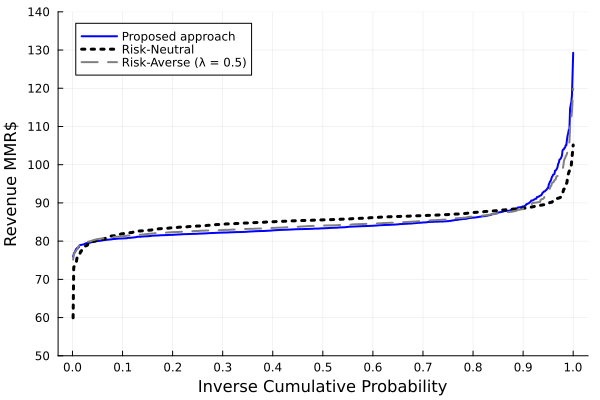 140
130
120
110
100
90
80
70
60
50
Revenue MMR$
Proposed approach
Risk-Neutral
Risk-Averse (λ = 0.5)
0.0 0.1 0.2 0.3 0.4 0.5 0.6 0.7 0.8 0.9 1.0
Inverse Cumulative Probability